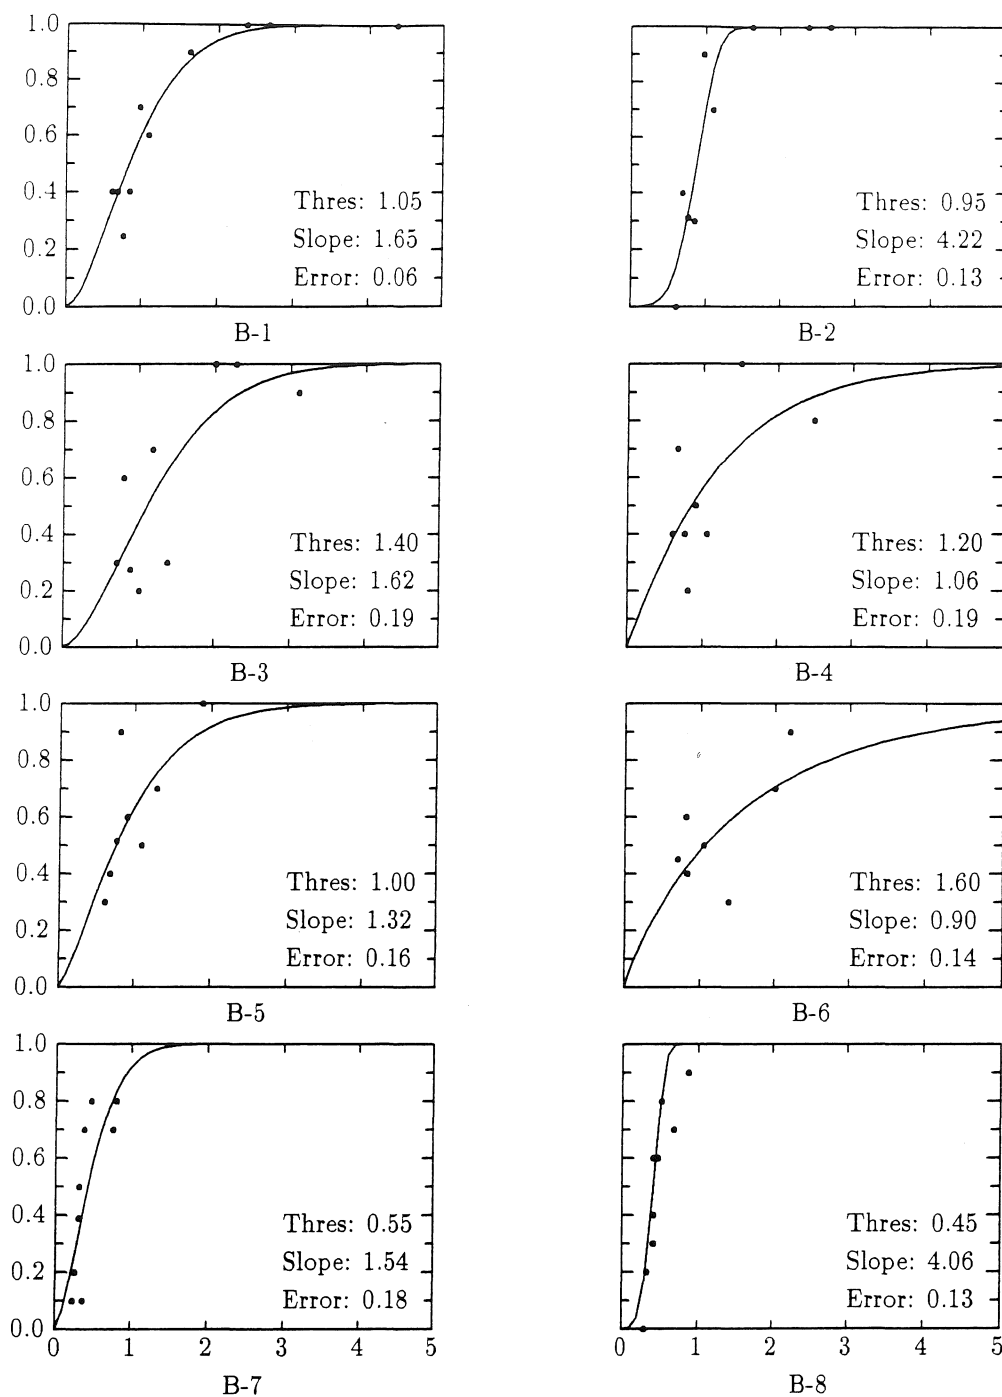 1.0
0.8
0.6
0.4
0.2
0.0
Thres: 1.05
Slope: 1.65
Error: 0.06
B-1
Thres: 0.95
Slope: 4.22
Error: 0.13
B-2
1.0
0.8
0.6
0.4
0.2
0.0
Thres: 1.40
Slope: 1.62
Error: 0.19
B-3
Thres: 1.20
Slope: 1.06
Error: 0.19
B-4
1.0
0.8
0.6
0.4
0.2
0.0
Thres: 1.00
Slope: 1.32
Error: 0.16
B-5
Thres: 1.60
Slope: 0.90
Error: 0.14
B-6
1.0
0.8
0.6
0.4
0.2
0.0
Thres: 0.55
Slope: 1.54
Error: 0.18
0 1 2 3 4 5
B-7
Thres: 0.45
Slope: 4.06
Error: 0.13
0 1 2 3 4 5
B-8